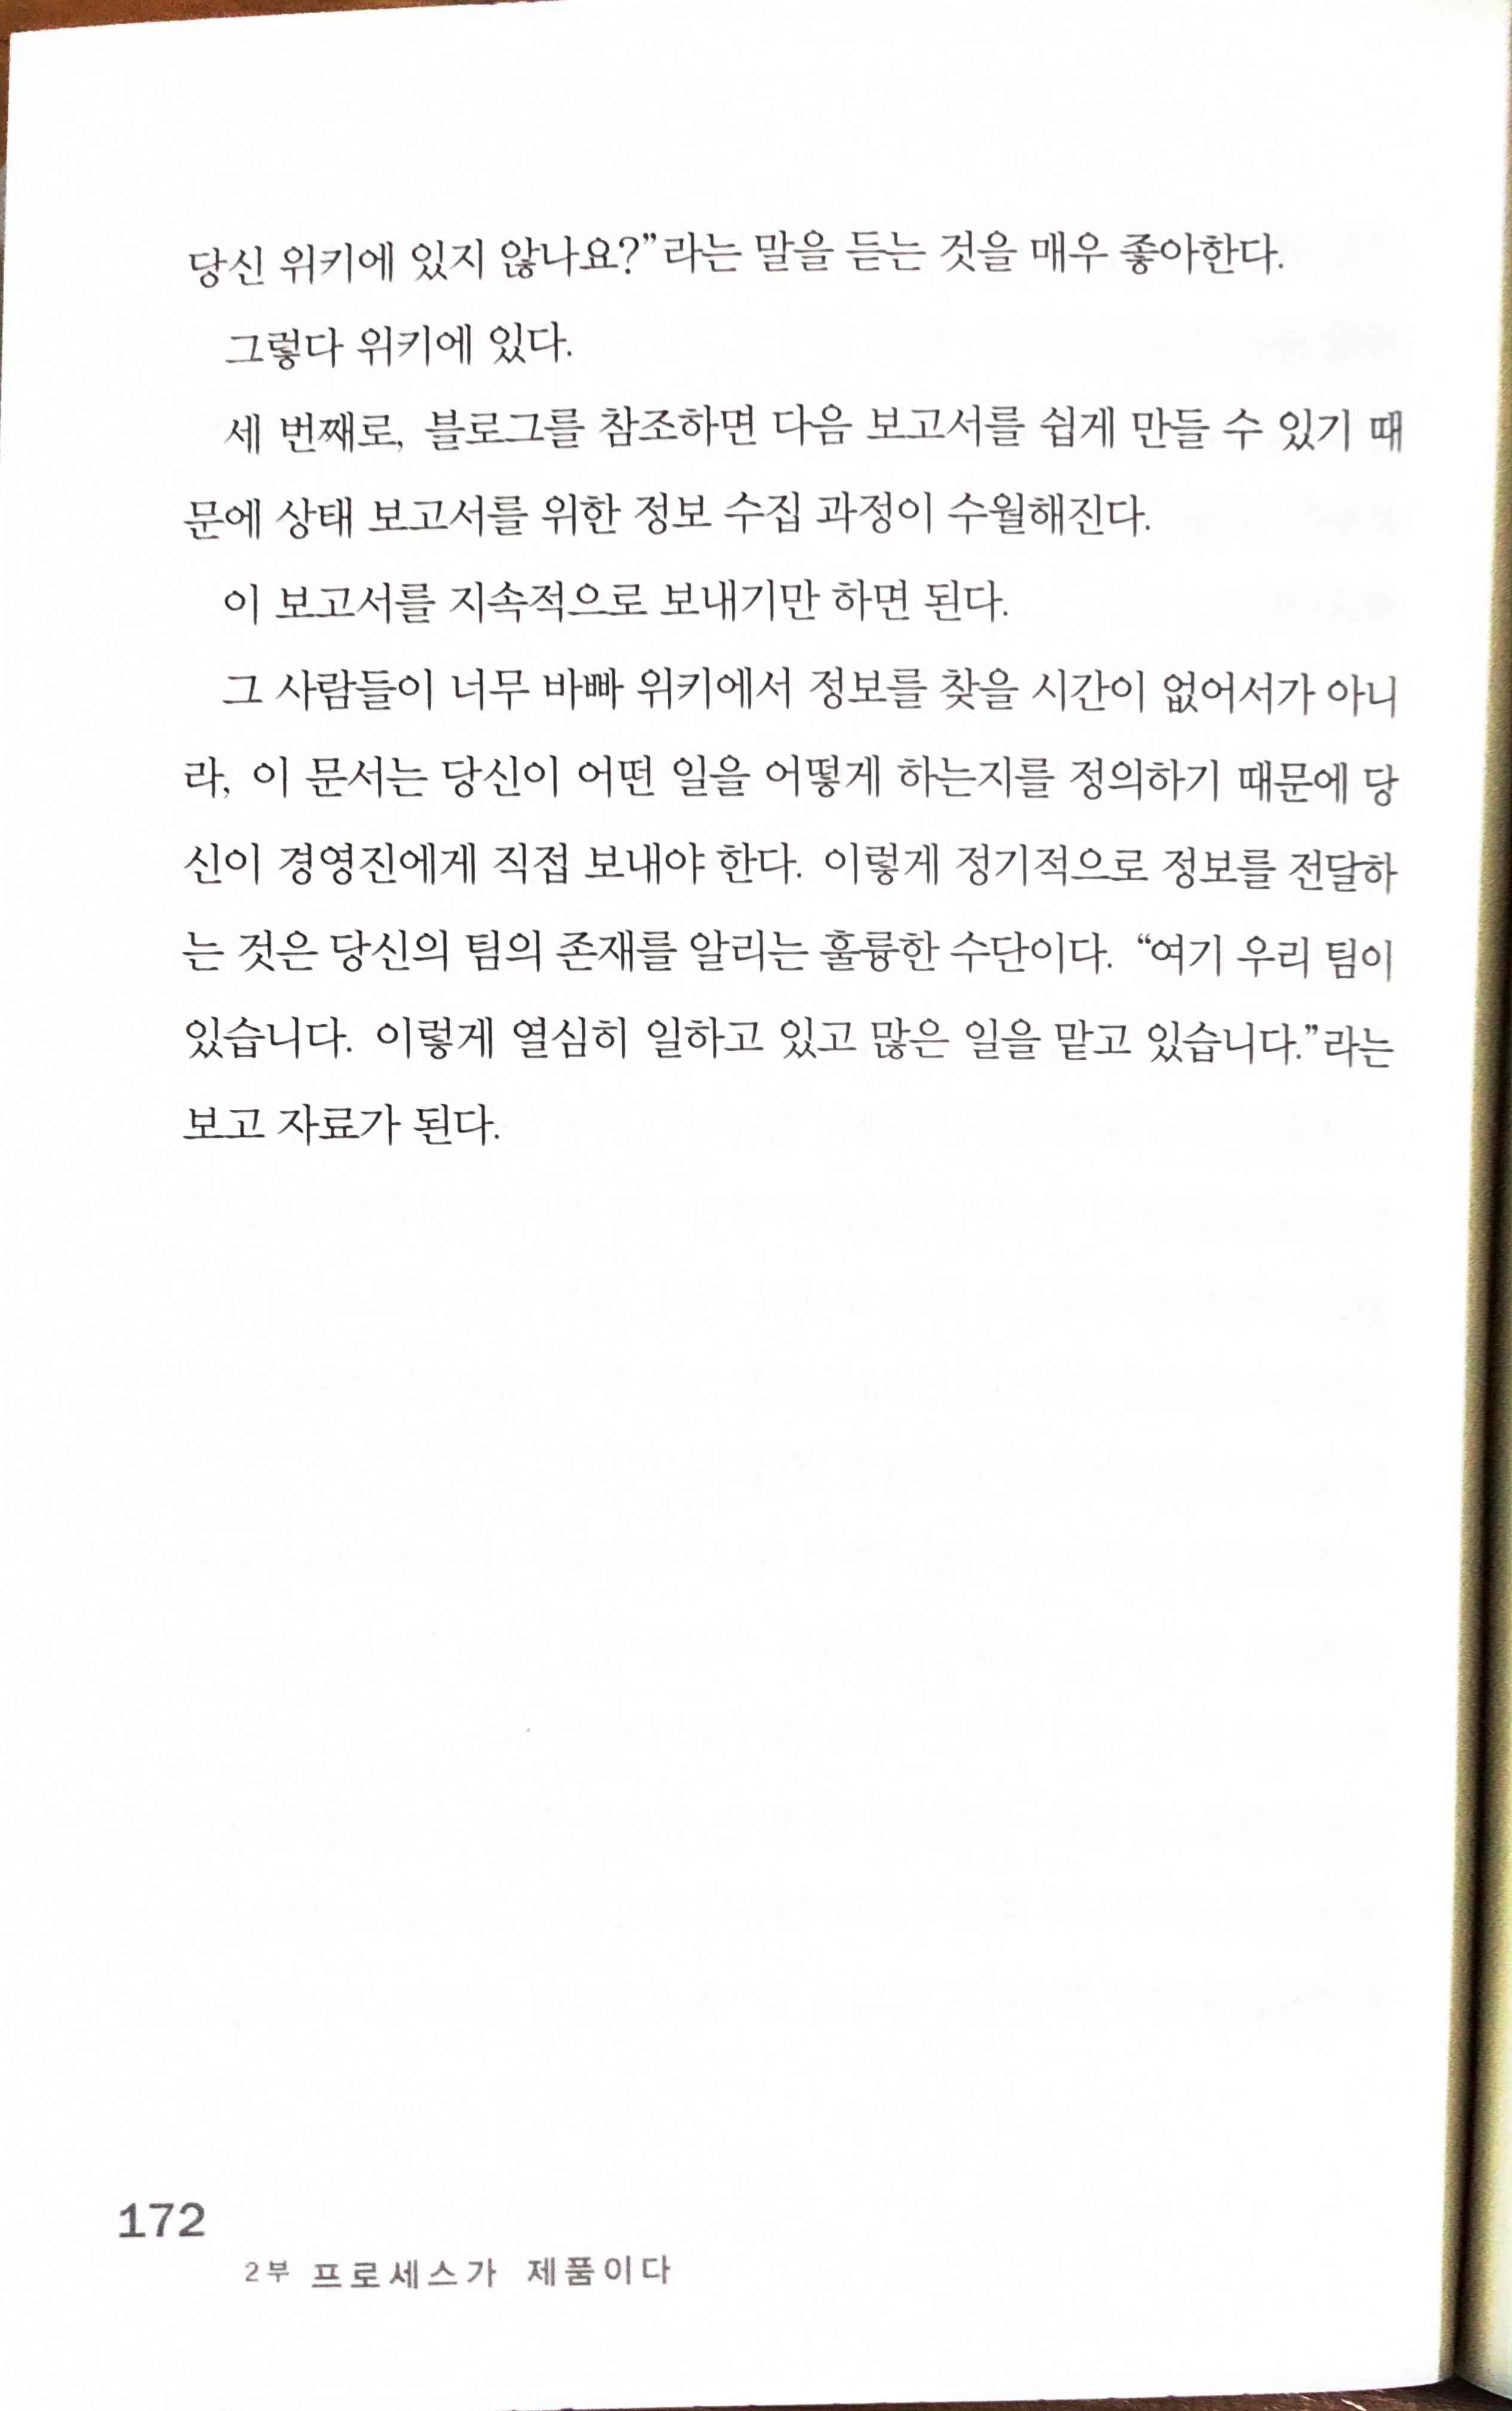 당신 위키에 있지 않나요?”라는 말을 듣는 것을 매우 좋아한다.
그렇다 위키에 있다.
세 번째로, 블로그를 참조하면 다음 보고서를 쉽게 만들 수 있기 때
문에 상태 보고서를 위한 정보 수집 과정이 수월해진다.
이 보고서를 지속적으로 보내기만 하면 된다.
그 사람들이 너무 바빠 위키에서 정보를 찾을 시간이 없어서가 아니
라, 이 문서는 당신이 어떤 일을 어떻게 하는지를 정의하기 때문에 당
신이 경영진에게 직접 보내야 한다. 이렇게 정기적으로 정보를 전달하
는 것은 당신의 팀의 존재를 알리는 훌륭한 수단이다. “여기 우리 팀이
있습니다. 이렇게 열심히 일하고 있고 많은 일을 맡고 있습니다.”라는
보고 자료가 된다.
172
2부 프로세스가 제품이다